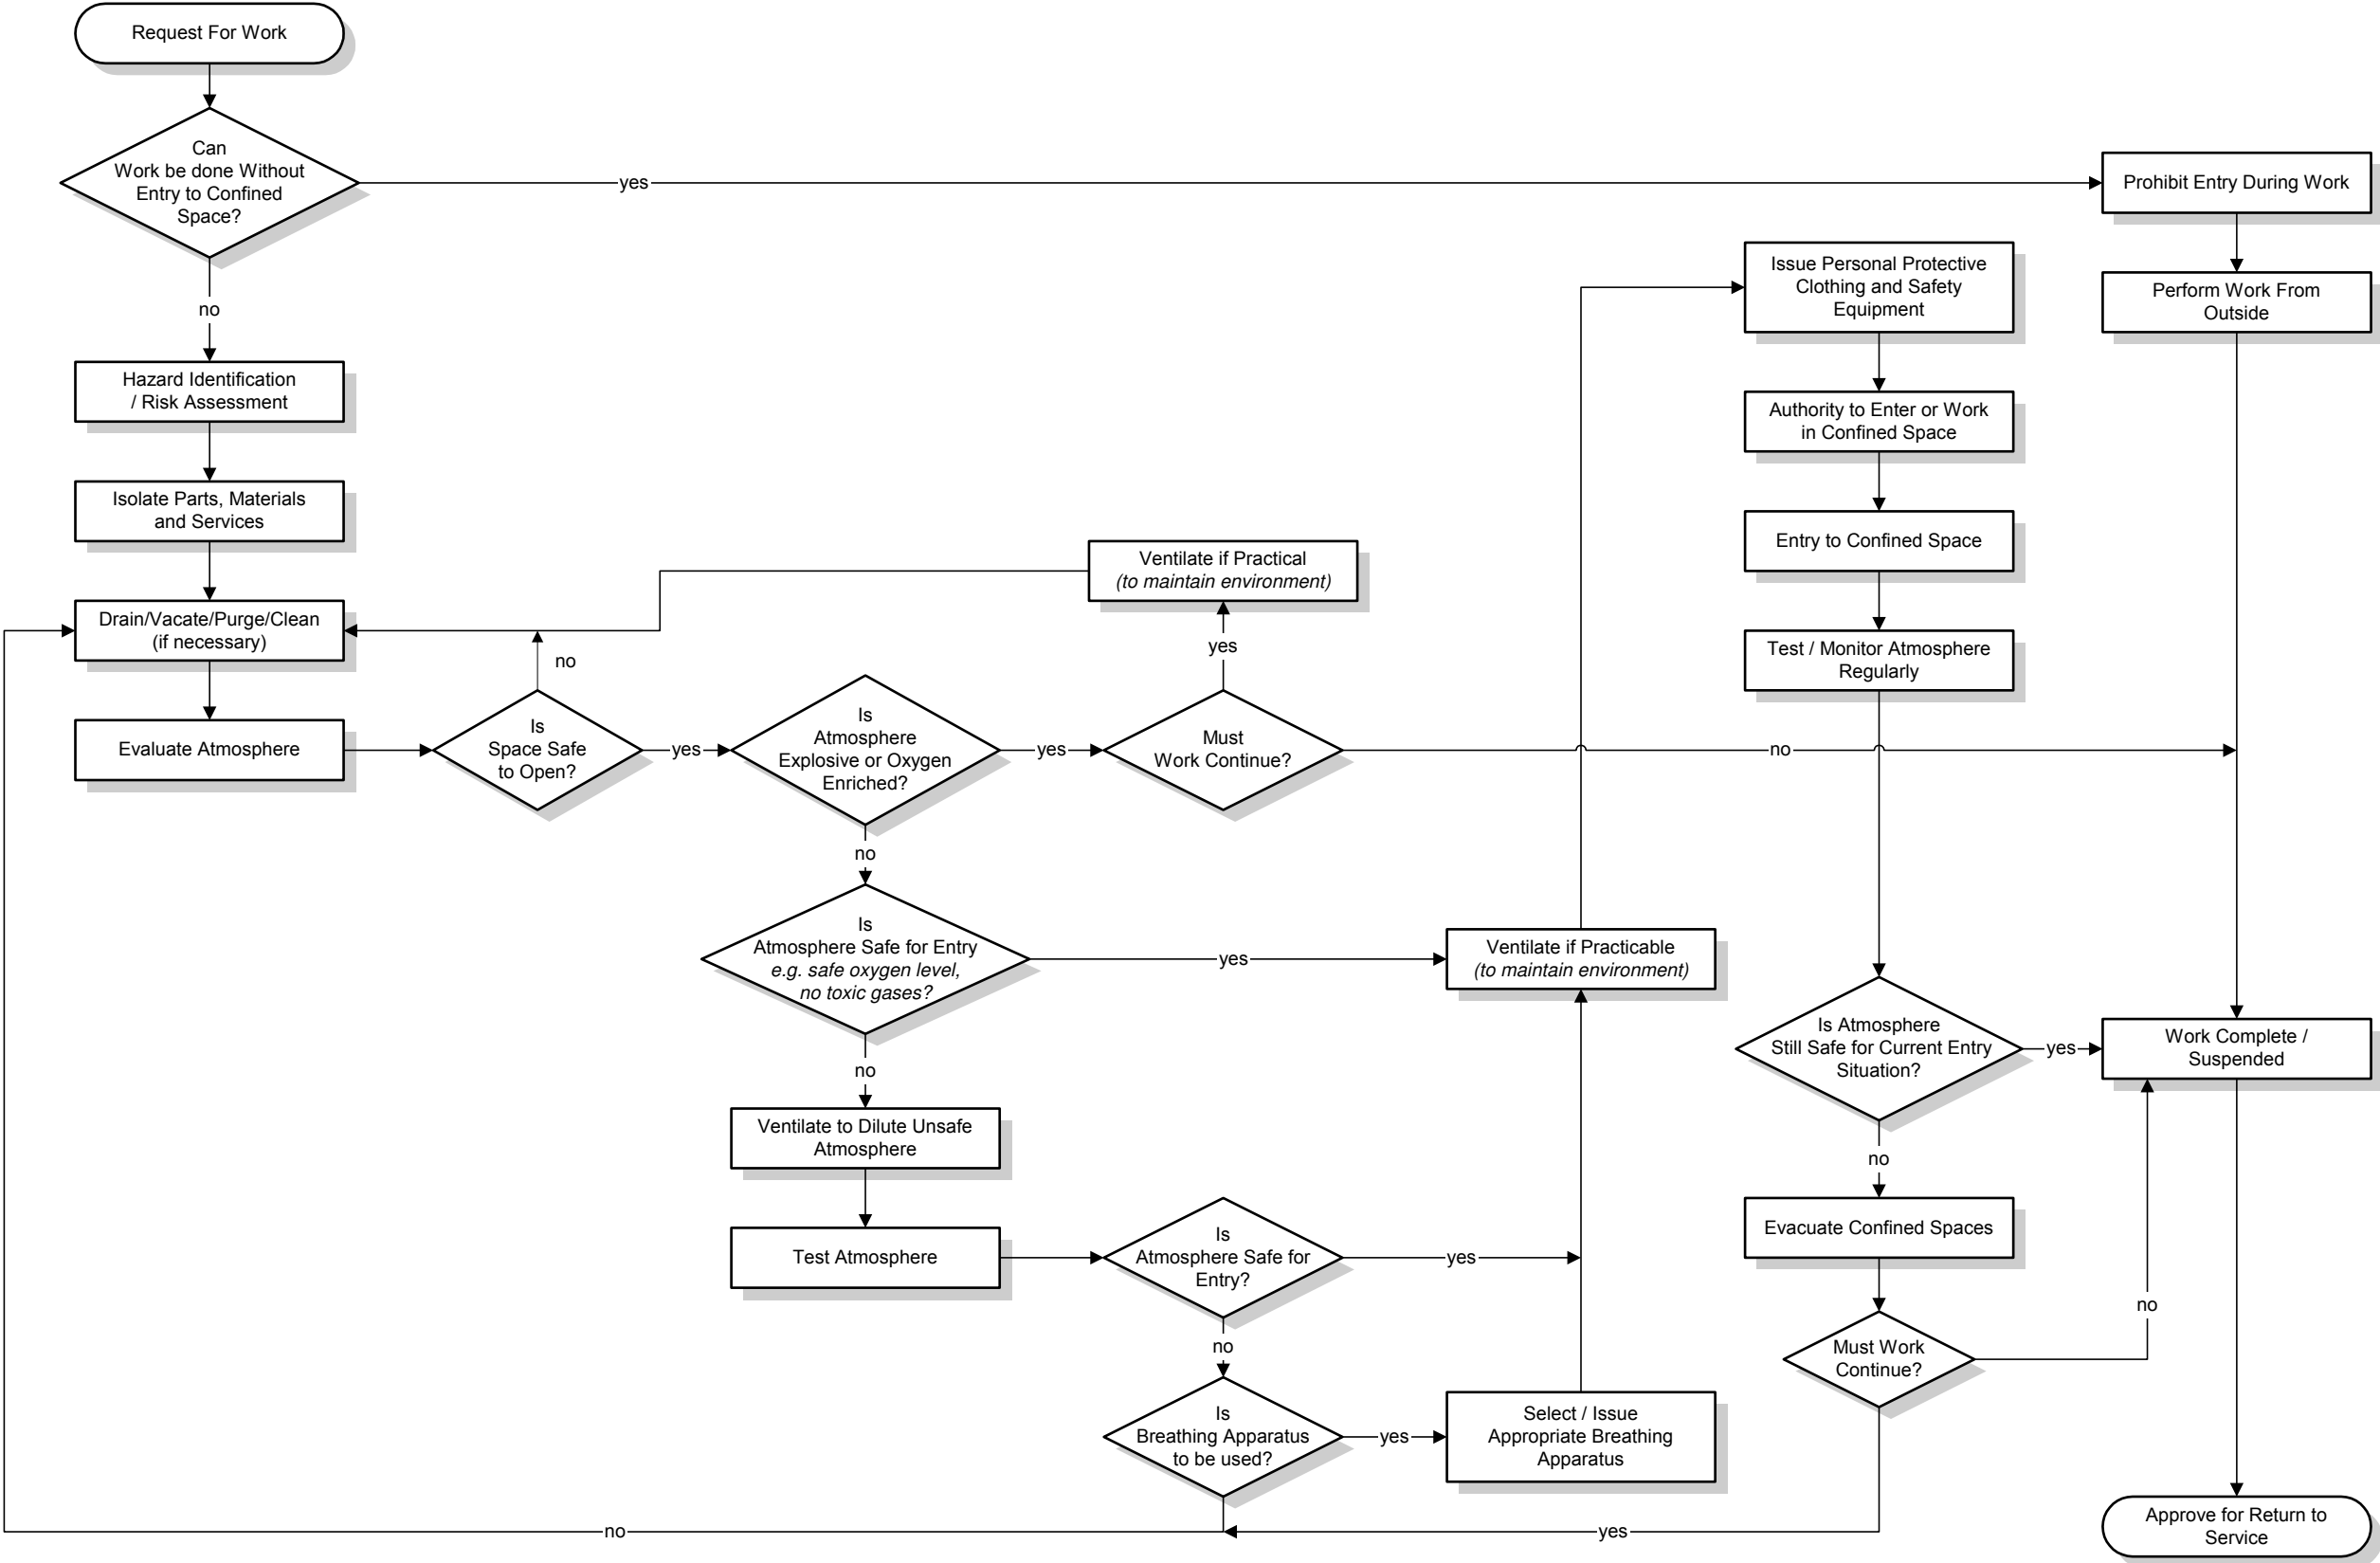 Request For Work
Can
Work be done Without
Entry to Confined
Space?
yes
Prohibit Entry During Work
Perform Work From
Outside
no
Hazard Identification
/ Risk Assessment
Isolate Parts, Materials
and Services
Drain/Vacate/Purge/Clean
(if necessary)
Evaluate Atmosphere
Is
Space Safe
to Open?
no
yes
Is
Atmosphere
Explosive or Oxygen
Enriched?
yes
Must
Work Continue?
yes
Ventilate if Practical
(to maintain environment)
no
no
Is
Atmosphere Safe for Entry
e.g. safe oxygen level,
no toxic gases?
yes
Ventilate if Practicable
(to maintain environment)
no
Ventilate to Dilute Unsafe
Atmosphere
Test Atmosphere
Is
Atmosphere Safe for
Entry?
yes
no
Is
Breathing Apparatus
to be used?
yes
Select / Issue
Appropriate Breathing
Apparatus
no
Issue Personal Protective
Clothing and Safety
Equipment
Authority to Enter or Work
in Confined Space
Entry to Confined Space
Test / Monitor Atmosphere
Regularly
Is Atmosphere
Still Safe for Current Entry
Situation?
yes
Work Complete /
Suspended
no
Evacuate Confined Spaces
Must Work
Continue?
no
yes
Approve for Return to
Service